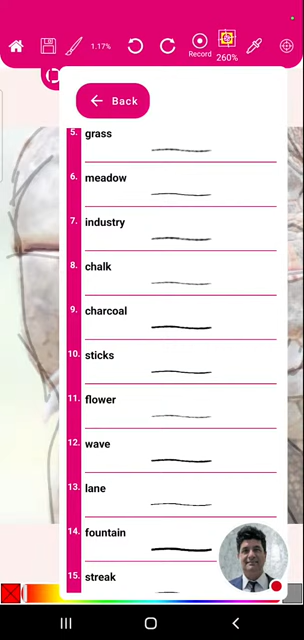 1.17%
Record
260%
Back
5. grass
6. meadow
7. industry
8. chalk
9. charcoal
10. sticks
11. flower
12. wave
13. lane
14. fountain
15. streak